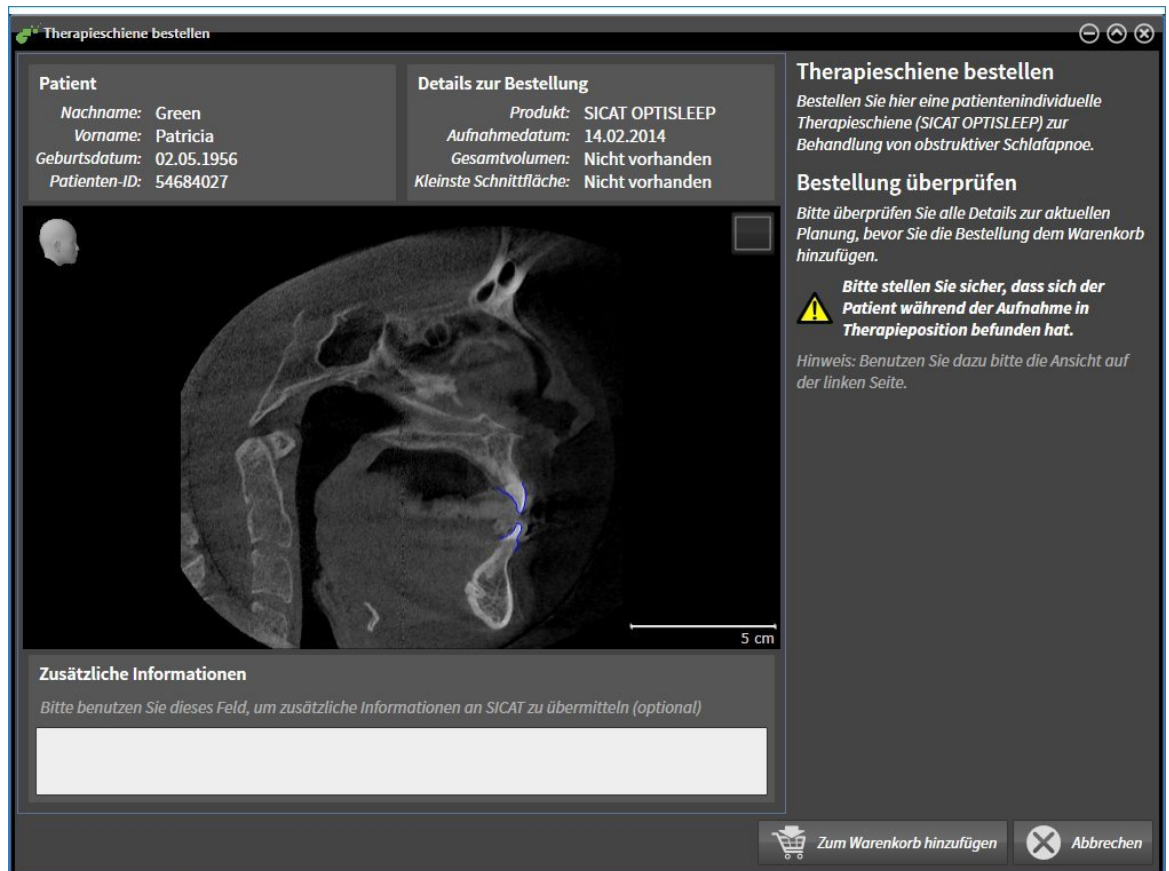 Therapieschiene bestellen
Patient
Nachname: Green
Vorname: Patricia
Geburtsdatum: 02.05.1956
Patienten-ID: 54684027
Details zur Bestellung
Produkt: SICAT OPTISLEEP
Aufnahmedatum: 14.02.2014
Gesamtvolumen: Nicht vorhanden
Kleinste Schnittfläche: Nicht vorhanden
5 cm
Zusätzliche Informationen
Bitte benutzen Sie dieses Feld, um zusätzliche Informationen an SICAT zu übermitteln (optional)
Therapieschiene bestellen
Bestellen Sie hier eine patientenindividuelle
Therapieschiene (SICAT OPTISLEEP) zur
Behandlung von obstruktiver Schlafapnoe.
Bestellung überprüfen
Bitte überprüfen Sie alle Details zur aktuellen
Planung, bevor Sie die Bestellung dem Warenkorb
hinzufügen.
Bitte stellen Sie sicher, dass sich der
Patient während der Aufnahme in
Therapieposition befunden hat.
Hinweis: Benutzen Sie dazu bitte die Ansicht auf
der linken Seite.
Zum Warenkorb hinzufügen
Abbrechen